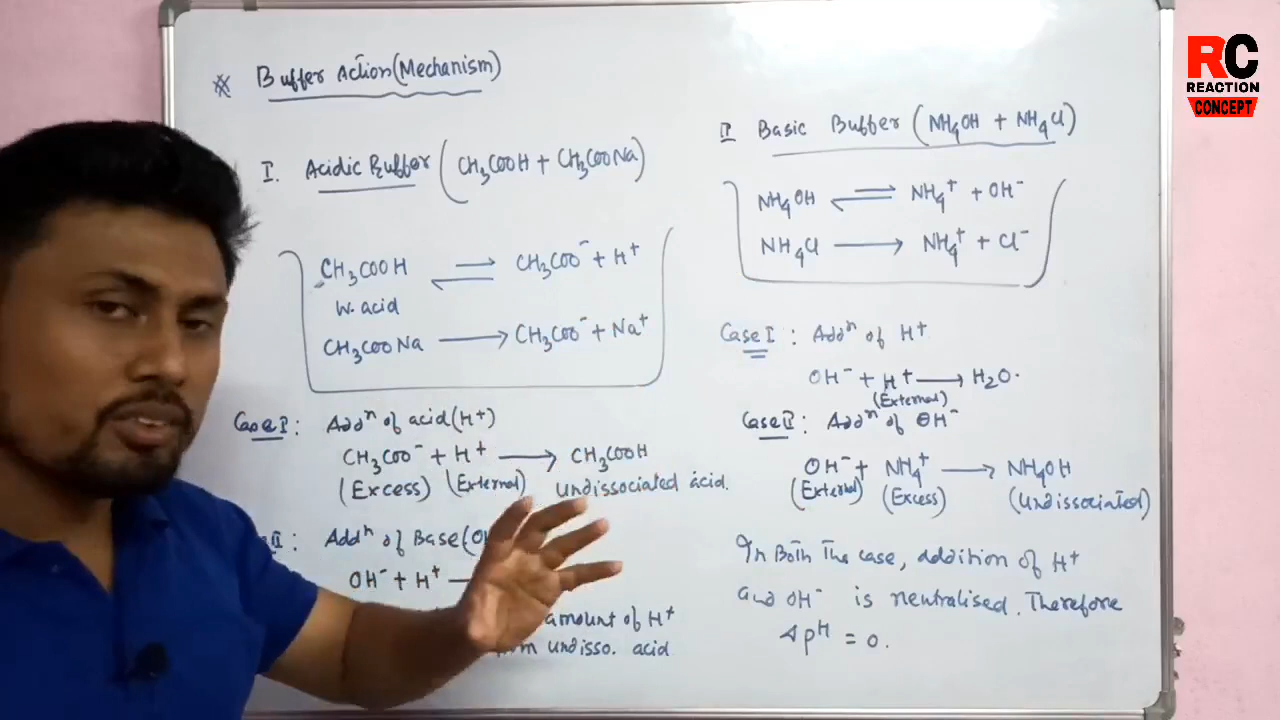 * Buffer Action(Mechanism)
I. Acidic Buffer (CH₃COOH + CH₃COONa)
CH₃COOH ⇌ CH₃COO⁻ + H⁺
W. acid
CH₃COONa ⟶ CH₃COO⁻ + Na⁺
Case I : Addⁿ of acid(H⁺)
CH₃COO⁻ + H⁺ ⟶ CH₃COOH
(Excess) (External) Undissociated acid.
II : Addⁿ of Base(O
OH⁻ + H⁺ —
amount of H⁺
undisso. acid
II Basic Buffer (NH₄OH + NH₄Cl)
NH₄OH ⇌ NH₄⁺ + OH⁻
NH₄Cl ⟶ NH₄⁺ + Cl⁻
Case I : Addⁿ of H⁺
OH⁻ + H⁺ ⟶ H₂O.
(External)
Case II : Addⁿ of OH⁻
OH⁻ + NH₄⁺ ⟶ NH₄OH
(External) (Excess) (Undissociated)
In Both The case, addition of H⁺
and OH⁻ is neutralised. Therefore
Δ pH = 0.
RC
REACTION
CONCEPT